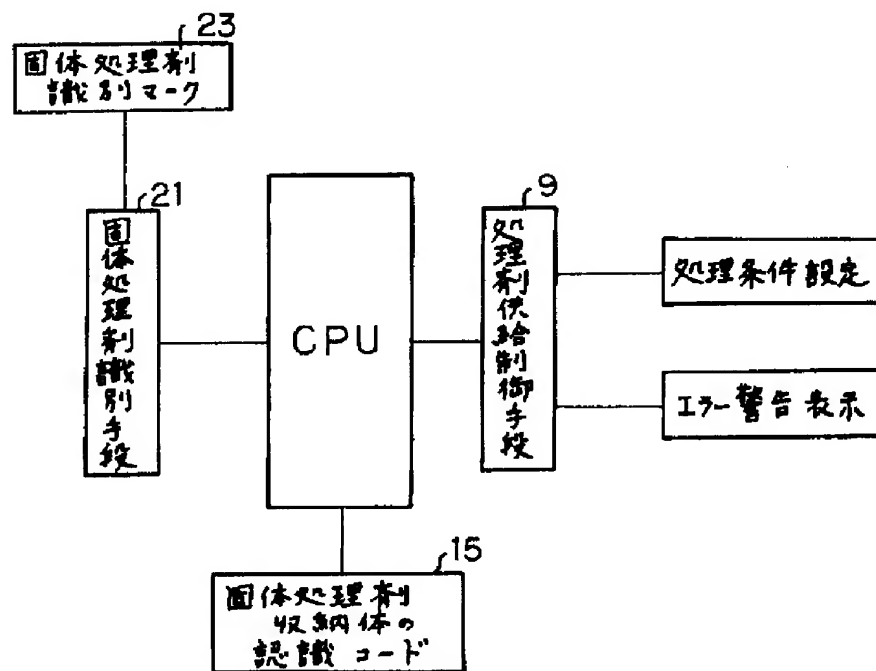 23
固体処理剤
識別マーク
21
固体処理剤識別手段
CPU
9
処理剤供給制御手段
処理条件設定
エラー警告表示
15
固体処理剤
収納体の
認識コード